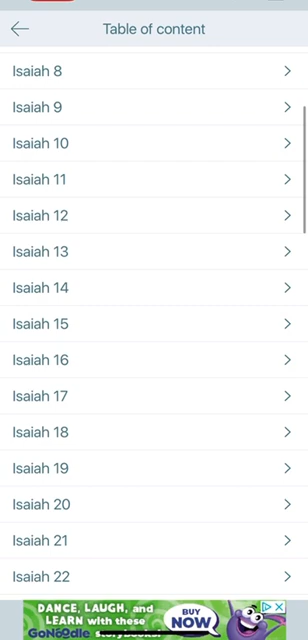 Table of content
Isaiah 8
Isaiah 9
Isaiah 10
Isaiah 11
Isaiah 12
Isaiah 13
Isaiah 14
Isaiah 15
Isaiah 16
Isaiah 17
Isaiah 18
Isaiah 19
Isaiah 20
Isaiah 21
Isaiah 22
DANCE, LAUGH, and
LEARN with these
GoNoodle storybooks!
BUY
NOW